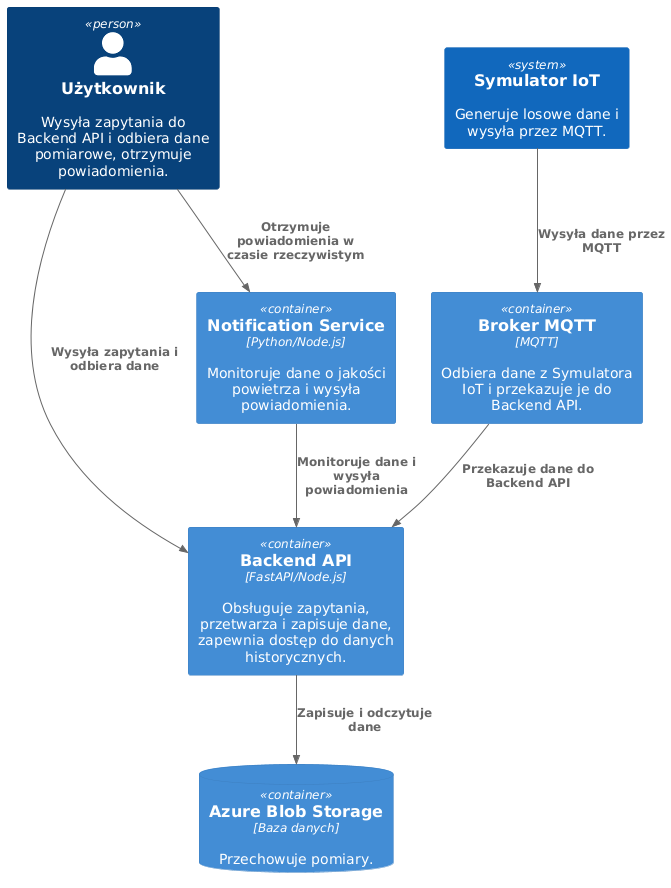 «person»
Użytkownik
Wysyła zapytania do
Backend API i odbiera dane
pomiarowe, otrzymuje
powiadomienia.
«system»
Symulator IoT
Generuje losowe dane i
wysyła przez MQTT.
Otrzymuje
powiadomienia w
czasie rzeczywistym
Wysyła dane przez
MQTT
«container»
Notification Service
[Python/Node.js]
Monitoruje dane o jakości
powietrza i wysyła
powiadomienia.
«container»
Broker MQTT
[MQTT]
Odbiera dane z Symulatora
IoT i przekazuje je do
Backend API.
Wysyła zapytania i
odbiera dane
Monitoruje dane i
wysyła
powiadomienia
Przekazuje dane do
Backend API
«container»
Backend API
[FastAPI/Node.js]
Obsługuje zapytania,
przetwarza i zapisuje dane,
zapewnia dostęp do danych
historycznych.
Zapisuje i odczytuje
dane
«container»
Azure Blob Storage
[Baza danych]
Przechowuje pomiary.